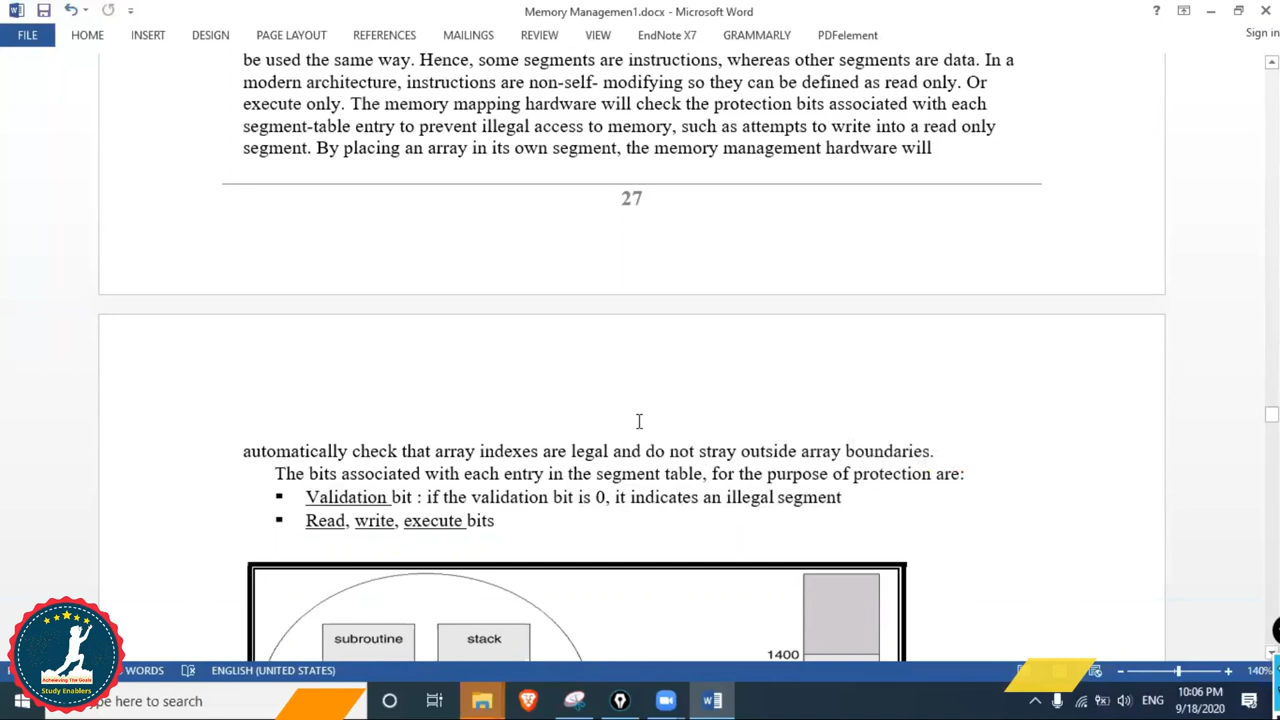 Memory Managemen1.docx - Microsoft Word
FILE HOME INSERT DESIGN PAGE LAYOUT REFERENCES MAILINGS REVIEW VIEW EndNote X7 GRAMMARLY PDFelement Sign in
be used the same way. Hence, some segments are instructions, whereas other segments are data. In a
modern architecture, instructions are non-self- modifying so they can be defined as read only. Or
execute only. The memory mapping hardware will check the protection bits associated with each
segment-table entry to prevent illegal access to memory, such as attempts to write into a read only
segment. By placing an array in its own segment, the memory management hardware will
27
automatically check that array indexes are legal and do not stray outside array boundaries.
The bits associated with each entry in the segment table, for the purpose of protection are:
▪ Validation bit : if the validation bit is 0, it indicates an illegal segment
▪ Read, write, execute bits
subroutine stack
1400
Achieveing The Goals
Study Enablers
WORDS ENGLISH (UNITED STATES) 140%
here to search
ENG
10:06 PM
9/18/2020